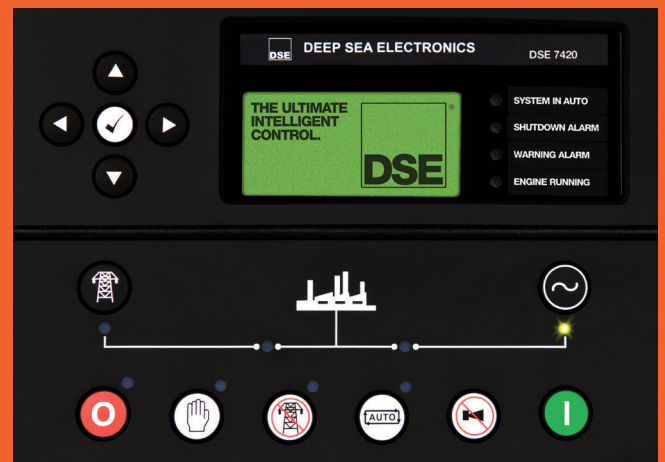 DSE DEEP SEA ELECTRONICS
DSE 7420
THE ULTIMATE
INTELLIGENT
CONTROL.
DSE
®
SYSTEM IN AUTO
SHUTDOWN ALARM
WARNING ALARM
ENGINE RUNNING
O
AUTO
I